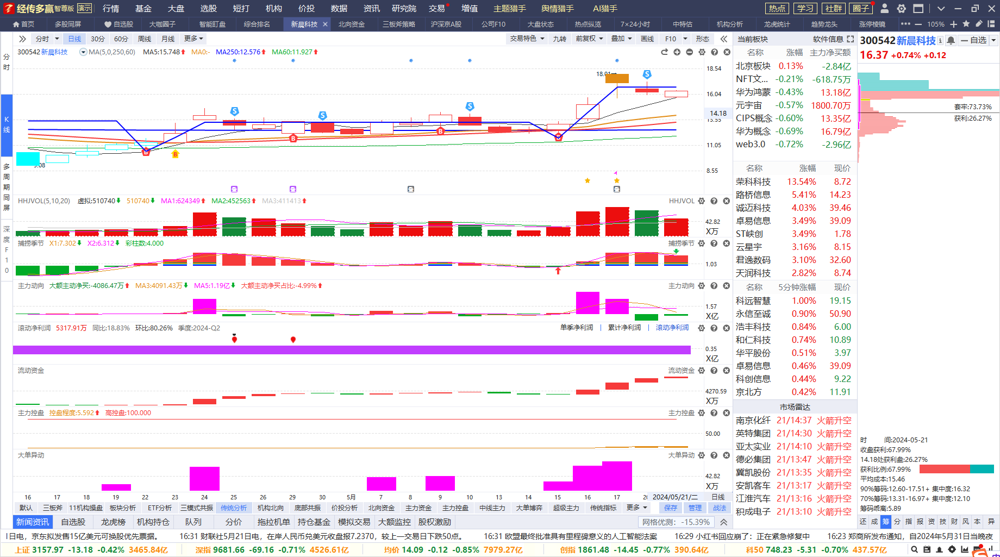 经传多赢 智尊版 演示 行情 基金 大盘 选股 短打 机构 价投 数据 资讯 研究院 交易 增值 主题猎手 舆情猎手 AI猎手 热点 学习 社群 圈子
首页 多股同屏 自选股 大咖圈子 智能盯盘 综合排名 新晨科技 北向资金 三板斧策略 沪深京A股 公司F10 大盘状态 热点纵览 7×24小时 中特估 机构分析 龙虎统计 趋势龙头 涨停棱镜 105%
分时 日线 30分 60分 周线 月线 更多 交易特色 九转 前复权 叠加 画线 F10 形态
300542 新晨科技 MA(5,0,250,60) MA5:15.748 MA0:- MA250:12.576 MA60:11.927
分时
K线
多周期同屏
深度F10
18.01
18.54
16.04
14.18
11.05
8.55
HHJVOL(5,10,20) 虚拟:510740 510740 MA1:624349 MA2:452563 MA3:411413 HHJVOL
42.82
X万
捕捞季节 X1:7.302 X2:6.312 彩柱数:4.000 捕捞季节
1.03
主力动向 大额主动净买:-4086.47万 MA3:4091.43万 MA5:1.19亿 大额主动净买占比:-4.99% 主力动向
1.57
X亿
滚动净利润 5317.91万 同比:18.83% 环比:80.26% 季度:2024-Q2 单季净利润 | 累计净利润 | 滚动净利润
0.35
X亿
流动资金 流动资金
4270.59
X万
主力控盘 控盘程度:5.592 高控盘:100.000 主力控盘
50.00
大单异动 大单异动
42.82
X万
16 17 18 19 22 23 24 25 26 29 30 5月 7 8 9 10 13 14 15 16 17 2024/05/21/二 日线
默认 三板斧 11机构操盘 板块分析 ETF分析 三模式共振 传统分析 机构北向 底部共振 价投分析 北向资金 主力资金 主力控盘 中线主力 大单博弈 超级主力 传统指标 更多 保存 管理 战法
新闻资讯 自选股 龙虎榜 机构持仓 队列 分价 拖拉机单 持仓基金 模拟交易 大额监控 股权激励 网格优测: -15.39%
当前板块 软件信息
名称 涨幅 主力净买额
北京板块 0.13% -2.84亿
NFT文... -0.21% -618.75万
华为鸿蒙 -0.43% 13.18亿
元宇宙 -0.57% 1800.70万
CIPS概念 -0.60% 13.35亿
华为概念 -0.69% 16.79亿
web3.0 -0.72% -2.96亿
名称 涨幅 现价
荣科科技 13.54% 8.72
路桥信息 5.41% 14.23
诚迈科技 4.03% 39.46
卓易信息 3.49% 39.09
ST峡创 3.49% 1.78
云星宇 3.16% 8.15
君逸数码 3.10% 32.60
天润科技 2.82% 8.74
名称 5分钟涨幅 现价
科远智慧 1.00% 19.15
永信至诚 0.90% 50.90
浩丰科技 0.84% 6.00
和仁科技 0.74% 10.89
华平股份 0.51% 3.97
卓易信息 0.46% 39.09
科创信息 0.44% 9.22
京北方 0.42% 11.91
市场雷达
南京化纤 21/14:37 火箭升空
英特集团 21/14:30 火箭升空
亚太实业 21/14:10 火箭升空
德必集团 21/13:47 火箭升空
冀凯股份 21/13:35 火箭升空
安凯客车 21/13:17 火箭升空
江淮汽车 21/13:16 火箭升空
积成电子 21/13:10 火箭升空
300542 新晨科技 自选
16.37 +0.74% +0.12
套牢:73.73%
获利:26.27%
时 间:2024-05-21
收盘获利:67.99%
14.18处获利盘:26.27%
获利比例:67.99%
平均成本:15.46
90%筹码:12.60-17.51+ 集中度:16.32
70%筹码:13.31-16.97+ 集中度:12.10
筹码乖离:5.89
还 成 筹 分 指 报 资 技 财 风 本 异
日电，京东拟发售15亿美元可换股优先票据。 16:31 财联社5月21日电，在岸人民币兑美元收盘报7.2370，较上一交易日下跌50点。 16:31 欧盟最终批准具有里程碑意义的人工智能法案 16:29 小红书回应崩了：正在紧急修复中 16:23 郑商所发布通知，自2024年5月31日当晚夜
上证 3157.97 -13.18 -0.42% 3465.84亿 深指 9681.66 -69.16 -0.71% 4526.61亿 均价 14.09 -0.12 -0.85% 7979.27亿 创指 1861.48 -14.45 -0.77% 390.64亿 科50 748.23 -5.31 -0.70% 437.57亿